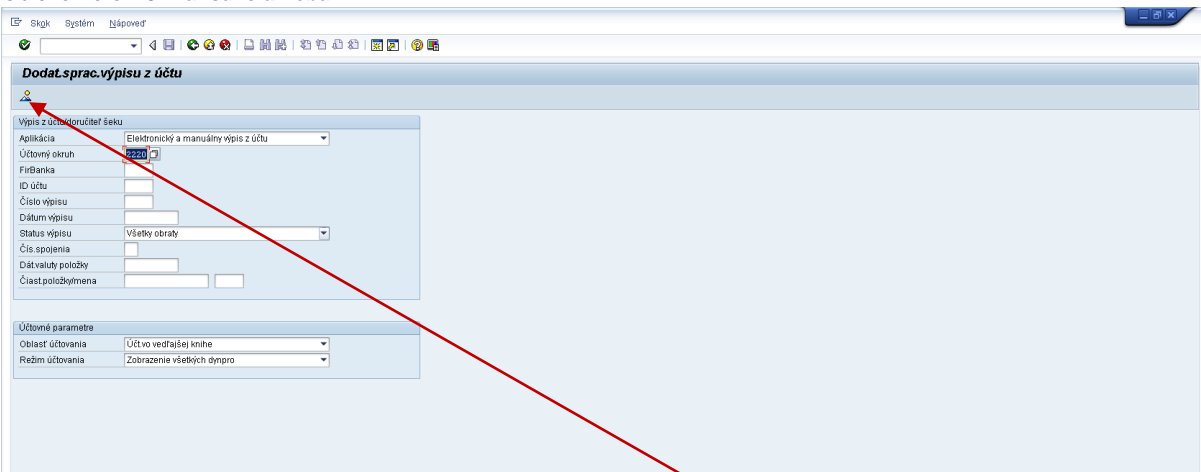 Skok Systém Nápoveď
Dodat.sprac.výpisu z účtu
Výpis z účtu/doručiteľ šeku
Aplikácia Elektronický a manuálny výpis z účtu
Účtovný okruh 2220
FirBanka
ID účtu
Číslo výpisu
Dátum výpisu
Status výpisu Všetky obraty
Čís.spojenia
Dát.valuty položky
Čiast.položky/mena
Účtovné parametre
Oblasť účtovania Účt.vo vedľajšej knihe
Režim účtovania Zobrazenie všetkých dynpro